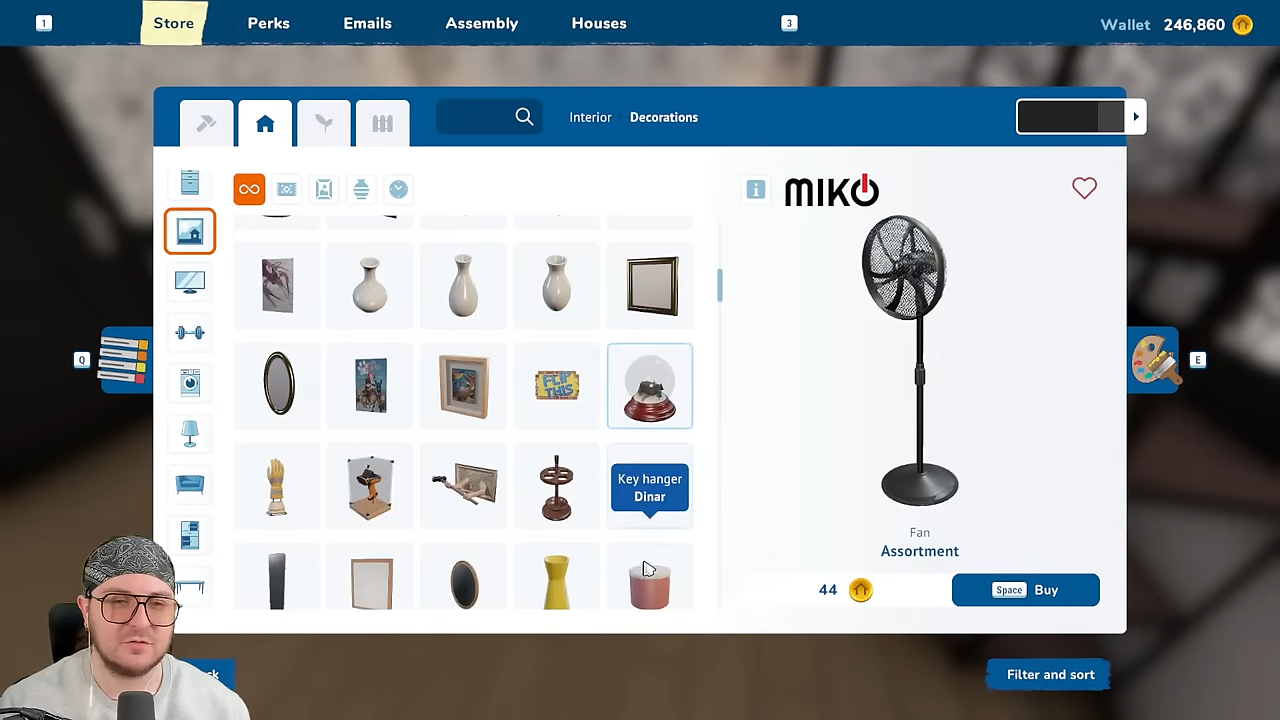 1
Store
Perks
Emails
Assembly
Houses
3
Wallet 246,860
Interior Decorations
MIKO
FLIP THIS
Q
E
Key hanger
Dinar
Fan
Assortment
44
Space Buy
Filter and sort